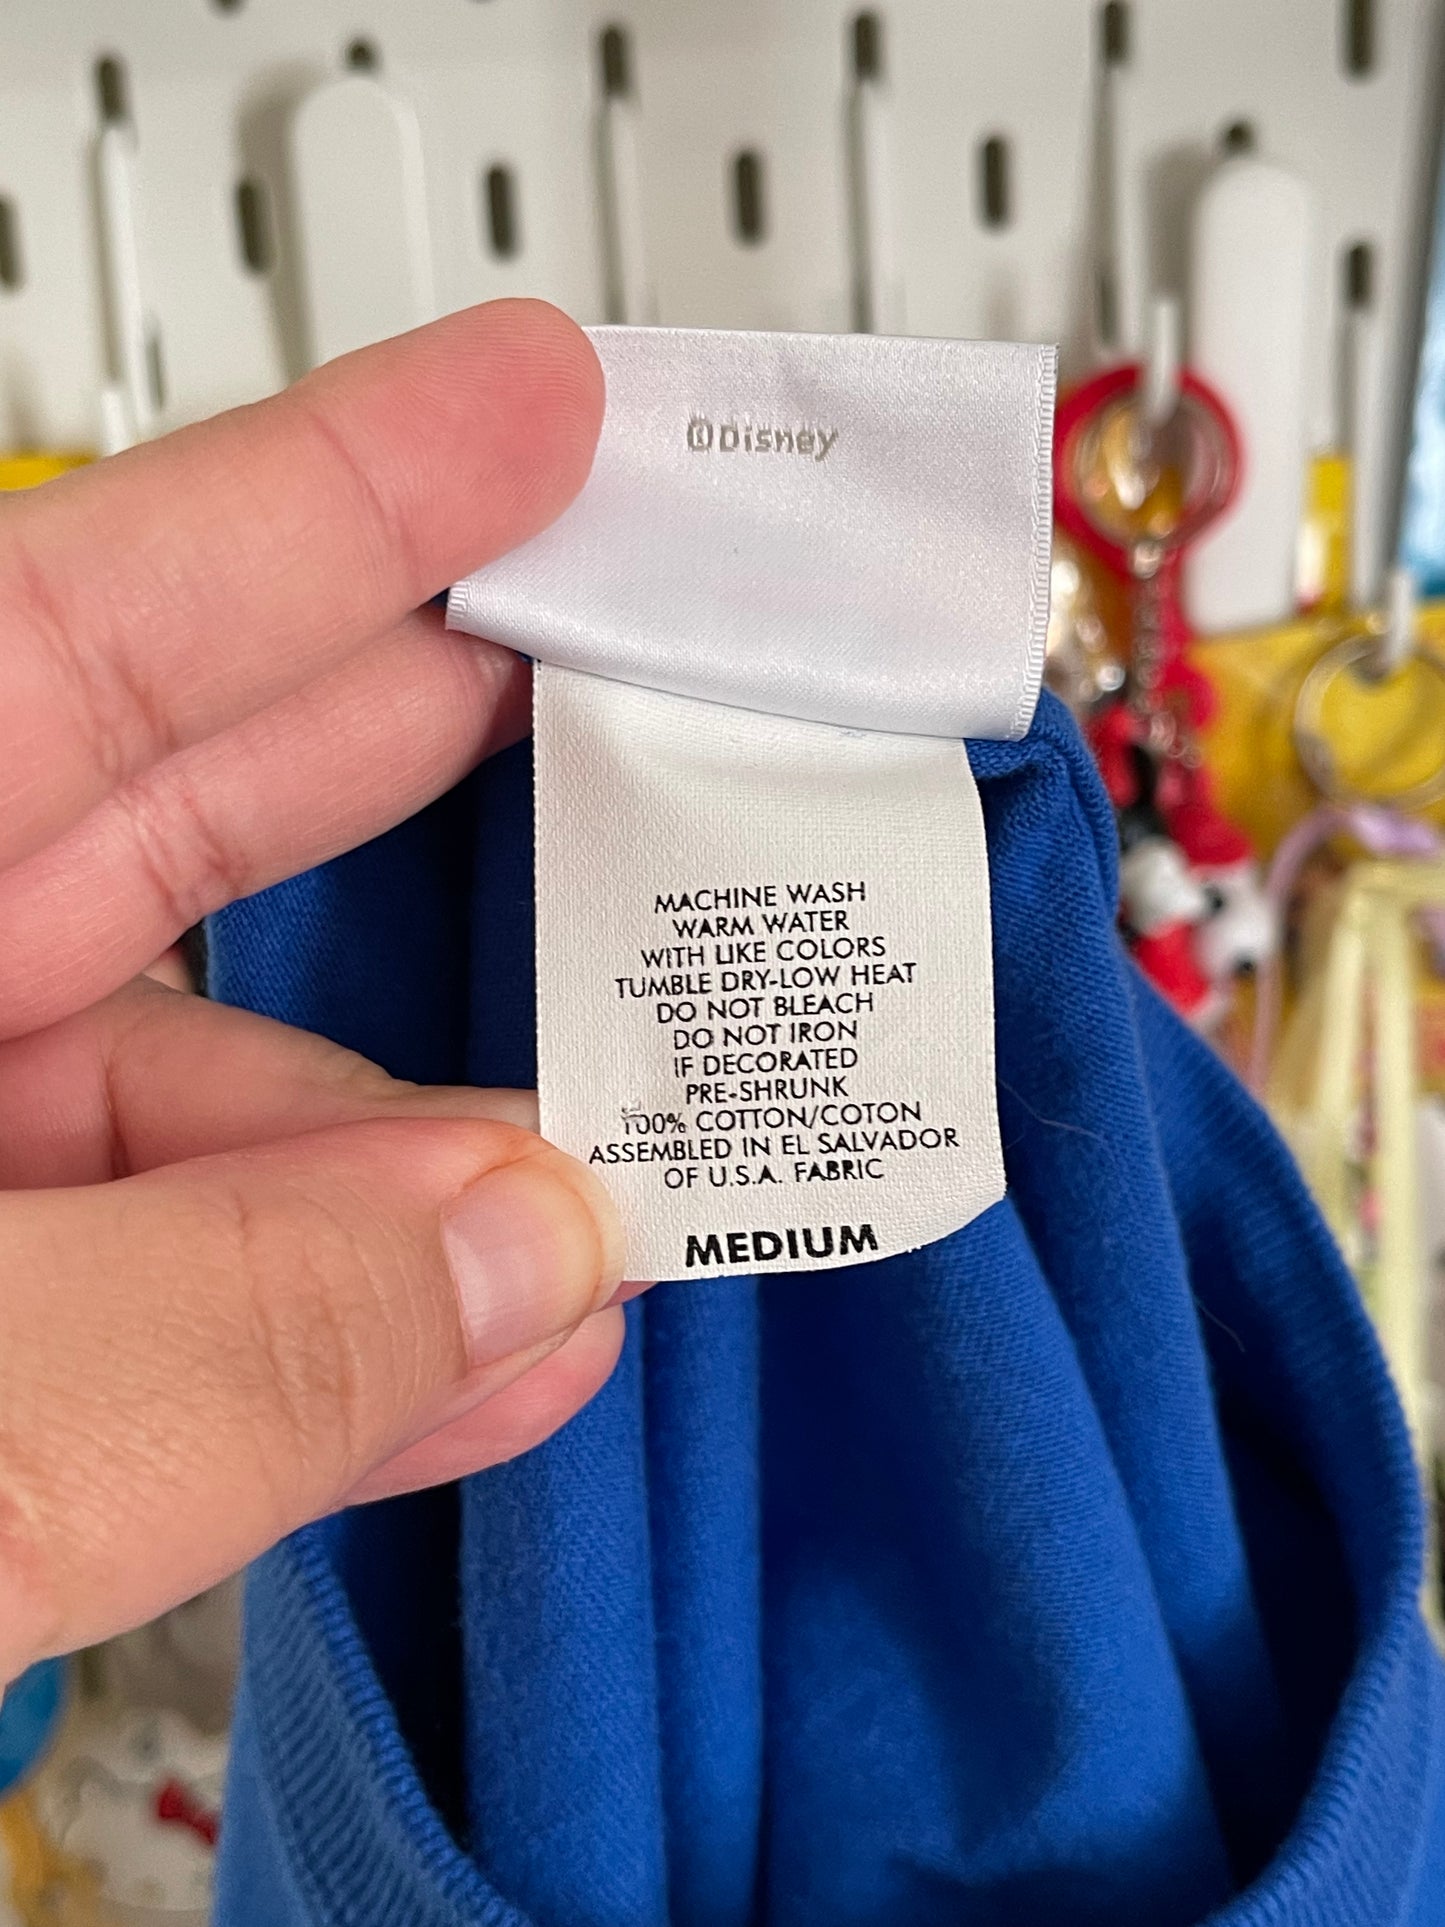 ©Disney
MACHINE WASH
WARM WATER
WITH LIKE COLORS
TUMBLE DRY-LOW HEAT
DO NOT BLEACH
DO NOT IRON
IF DECORATED
PRE-SHRUNK
100% COTTON/COTON
ASSEMBLED IN EL SALVADOR
OF U.S.A. FABRIC
MEDIUM